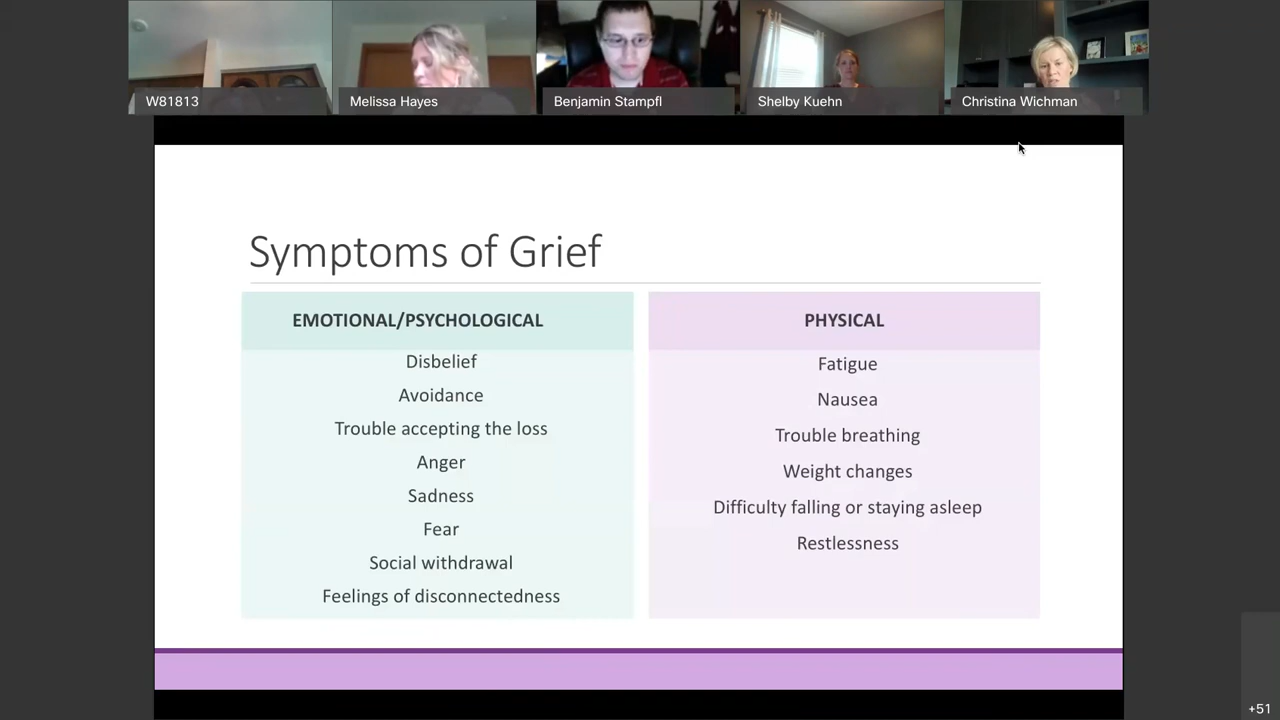 W81813
Melissa Hayes
Benjamin Stampfl
Shelby Kuehn
Christina Wichman
Symptoms of Grief
EMOTIONAL/PSYCHOLOGICAL
Disbelief
Avoidance
Trouble accepting the loss
Anger
Sadness
Fear
Social withdrawal
Feelings of disconnectedness
PHYSICAL
Fatigue
Nausea
Trouble breathing
Weight changes
Difficulty falling or staying asleep
Restlessness
+51